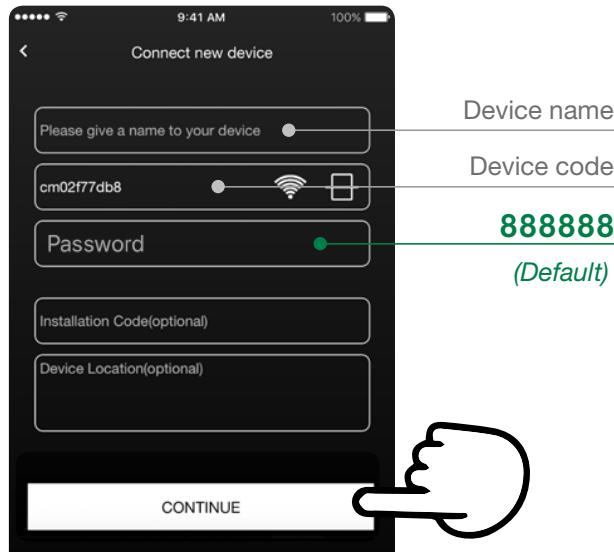 9:41 AM
100%
Connect new device
Please give a name to your device
Device name
cm02f77db8
Device code
Password
888888
(Default)
Installation Code(optional)
Device Location(optional)
CONTINUE